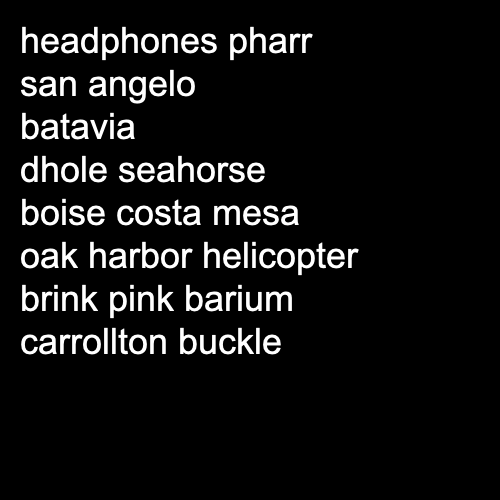 headphones pharr
san angelo
batavia
dhole seahorse
boise costa mesa
oak harbor helicopter
brink pink barium
carrollton buckle